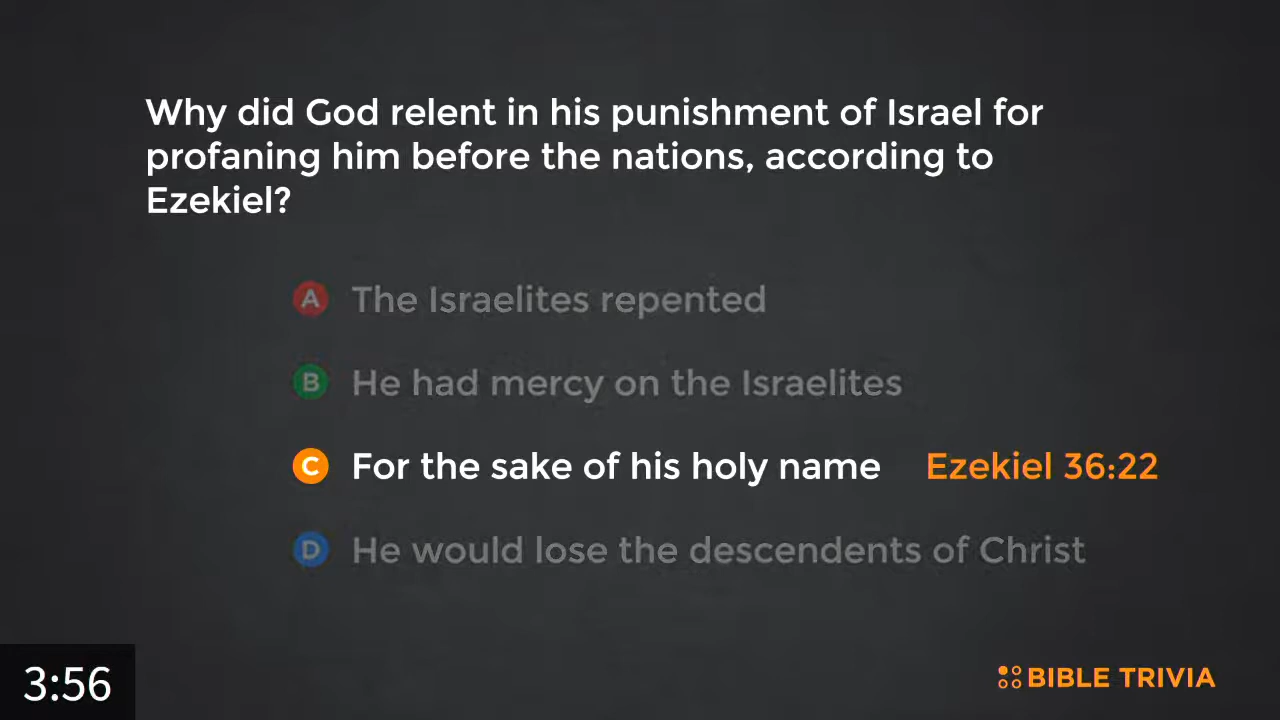 Why did God relent in his punishment of Israel for
profaning him before the nations, according to
Ezekiel?
A The Israelites repented
B He had mercy on the Israelites
C For the sake of his holy name Ezekiel 36:22
D He would lose the descendents of Christ
3:56
BIBLE TRIVIA